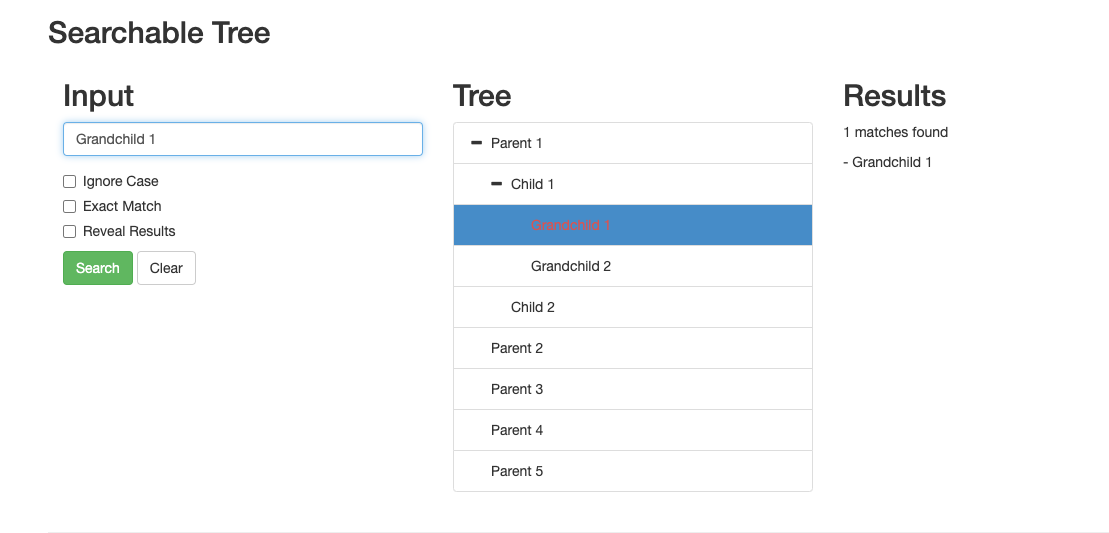 Searchable Tree
Input
Grandchild 1
Ignore Case
Exact Match
Reveal Results
Search Clear
Tree
Parent 1
Child 1
Grandchild 1
Grandchild 2
Child 2
Parent 2
Parent 3
Parent 4
Parent 5
Results
1 matches found
- Grandchild 1